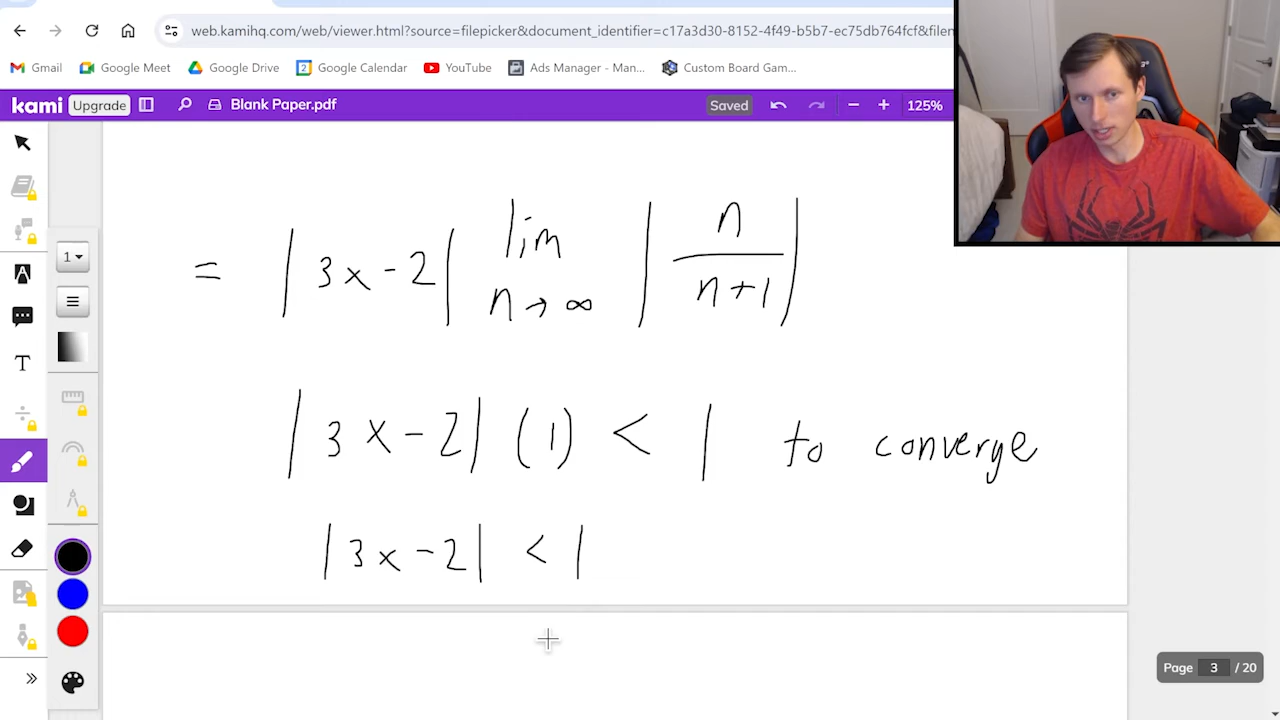 web.kamihq.com/web/viewer.html?source=filepicker&document_identifier=c17a3d30-8152-4f49-b5b7-ec75db764fcf&filen
Gmail Google Meet Google Drive Google Calendar YouTube Ads Manager - Man... Custom Board Gam...
kami Upgrade Blank Paper.pdf Saved 125%
= |3x-2| lim n→∞ |n/(n+1)|
1
|3x-2| (1) < 1 to converge
T
|3x-2| < 1
Page 3 / 20